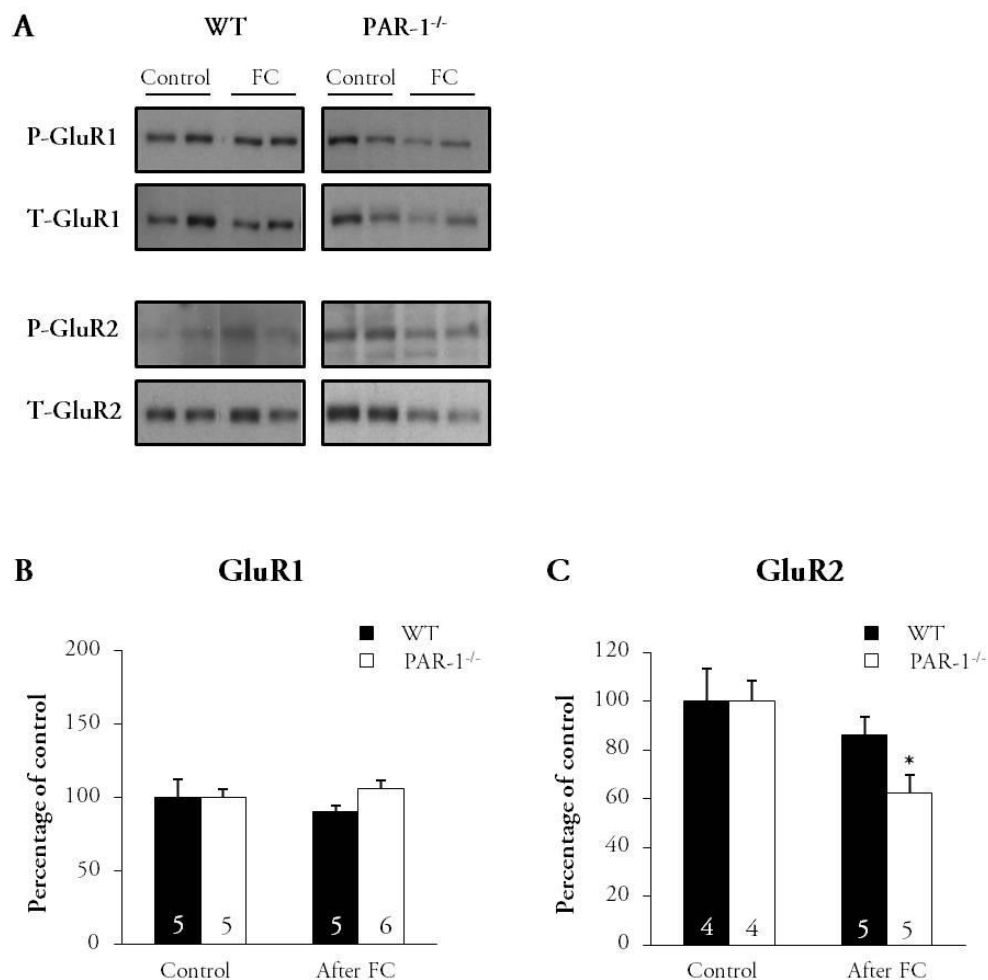 A
WT PAR-1-/-
Control FC Control FC
P-GluR1
T-GluR1
P-GluR2
T-GluR2
B GluR1
WT
PAR-1-/-
Percentage of control
200
150
100
50
0
5 5 5 6
Control After FC
C GluR2
WT
PAR-1-/-
Percentage of control
120
100
80
60
40
20
0
*
4 4 5 5
Control After FC